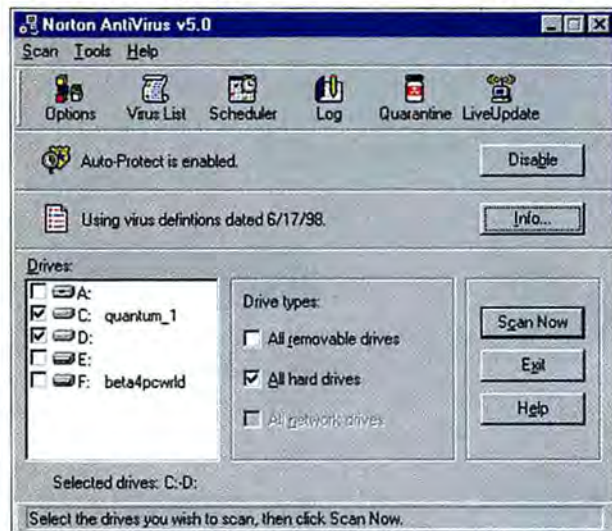 Norton AntiVirus v5.0
Scan Tools Help
Options Virus List Scheduler Log Quarantine LiveUpdate
Auto-Protect is enabled.
Disable
Using virus defintions dated 6/17/98.
Info...
Drives:
A:
C: quantum_1
D:
E:
F: beta4pcwrld
Drive types:
All removable drives
All hard drives
All network drives
Scan Now
Exit
Help
Selected drives: C:-D:
Select the drives you wish to scan, then click Scan Now.